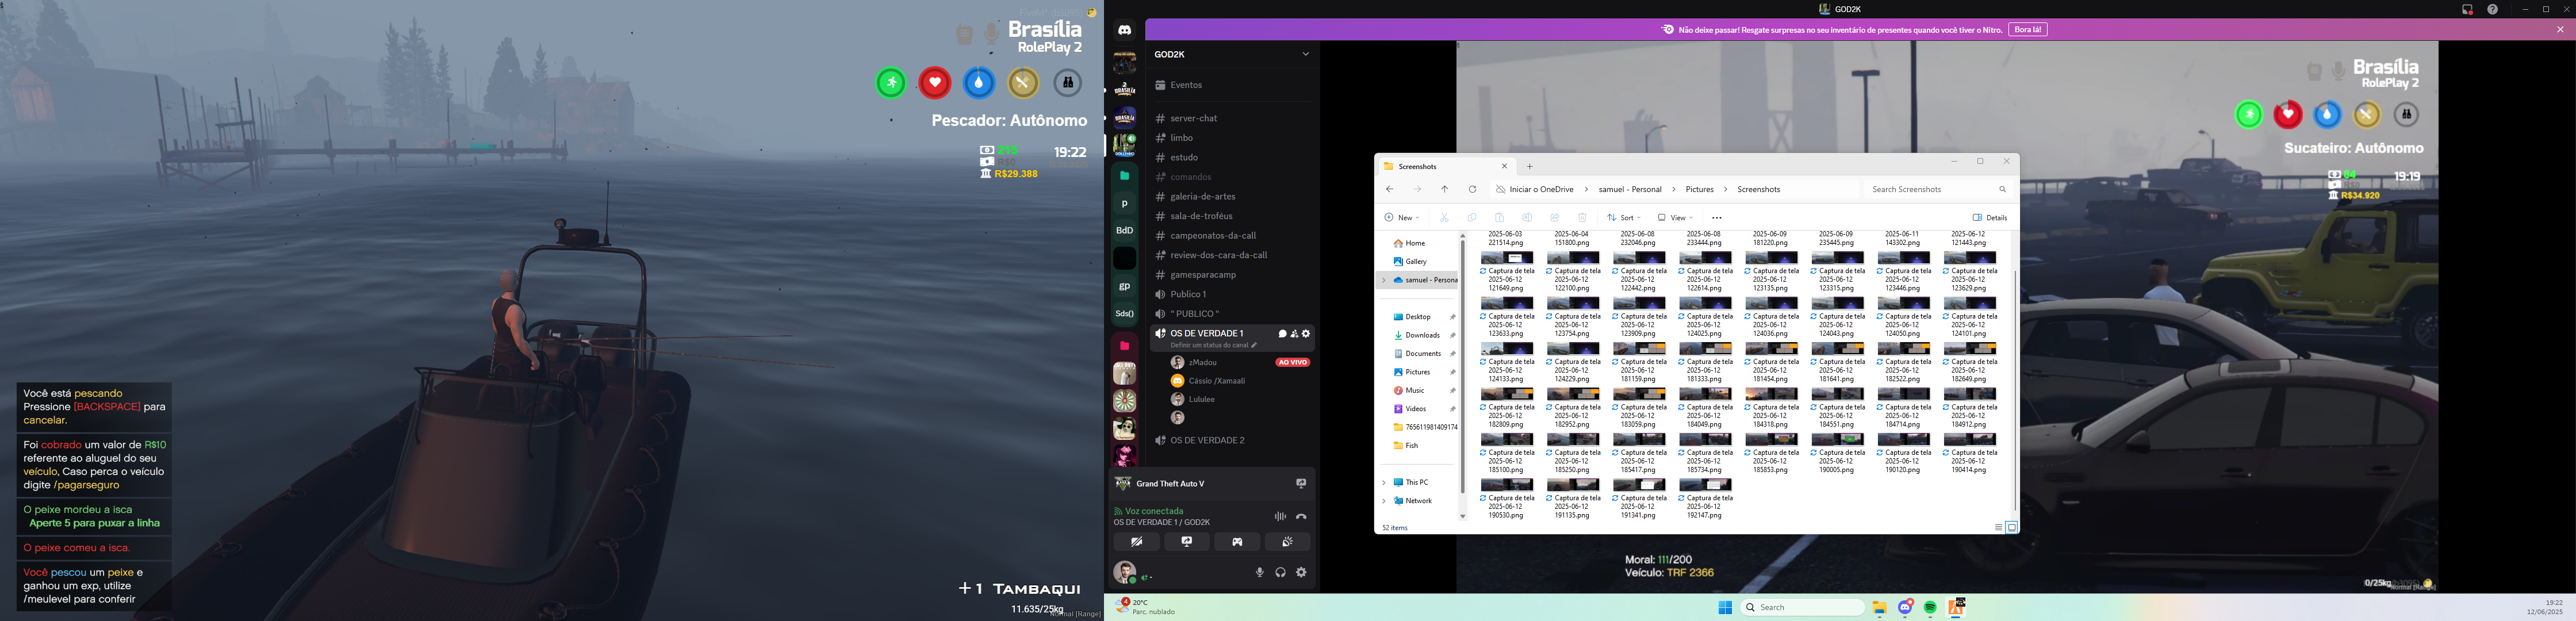 Brasília
RolePlay 2
Pescador: Autônomo
215
R$0
19:22
R$29.388
Você está pescando
Pressione [BACKSPACE] para
cancelar.
Foi cobrado um valor de R$10
referente ao aluguel do seu
veículo, Caso perca o veículo
digite /pagarseguro
O peixe mordeu a isca
Aperte 5 para puxar a linha
O peixe comeu a isca.
Você pescou um peixe e
ganhou um exp, utilize
/meulevel para conferir
+1 Tambaqui
11.635/25kg
Normal [Range]
GOD2K
Não deixe passar! Resgate surpresas no seu inventário de presentes quando você tiver o Nitro.
Bora lá!
GOD2K
Eventos
server-chat
limbo
estudo
comandos
galeria-de-artes
sala-de-troféus
campeonatos-da-call
review-dos-cara-da-call
gamesparacamp
Publico 1
" PUBLICO "
OS DE VERDADE 1
Definir um status do canal
zMadou
AO VIVO
Cássio /Xamaali
Lululee
OS DE VERDADE 2
p
BdD
gp
Sds()
Grand Theft Auto V
Voz conectada
OS DE VERDADE 1 / GOD2K
Brasília
RolePlay 2
Sucateiro: Autônomo
84
19:19
R$34.920
Moral: 111/200
Veículo: TRF 2366
0/25kg
Normal [Range]
Screenshots
Iniciar o OneDrive > samuel - Personal > Pictures > Screenshots
Search Screenshots
New
Sort
View
Details
Home
Gallery
samuel - Persona
Desktop
Downloads
Documents
Pictures
Music
Videos
765611981409174
Fish
This PC
Network
2025-06-03 2025-06-04 2025-06-08 2025-06-08 2025-06-09 2025-06-09 2025-06-11 2025-06-12
221514.png 151800.png 232046.png 233444.png 181220.png 235445.png 143302.png 121443.png
Captura de tela Captura de tela Captura de tela Captura de tela Captura de tela Captura de tela Captura de tela Captura de tela
2025-06-12 2025-06-12 2025-06-12 2025-06-12 2025-06-12 2025-06-12 2025-06-12 2025-06-12
121649.png 122100.png 122442.png 122614.png 123135.png 123315.png 123446.png 123629.png
Captura de tela Captura de tela Captura de tela Captura de tela Captura de tela Captura de tela Captura de tela Captura de tela
2025-06-12 2025-06-12 2025-06-12 2025-06-12 2025-06-12 2025-06-12 2025-06-12 2025-06-12
123633.png 123754.png 123909.png 124025.png 124036.png 124043.png 124050.png 124101.png
Captura de tela Captura de tela Captura de tela Captura de tela Captura de tela Captura de tela Captura de tela Captura de tela
2025-06-12 2025-06-12 2025-06-12 2025-06-12 2025-06-12 2025-06-12 2025-06-12 2025-06-12
124133.png 124229.png 181159.png 181333.png 181454.png 181641.png 182522.png 182649.png
Captura de tela Captura de tela Captura de tela Captura de tela Captura de tela Captura de tela Captura de tela Captura de tela
2025-06-12 2025-06-12 2025-06-12 2025-06-12 2025-06-12 2025-06-12 2025-06-12 2025-06-12
182809.png 182952.png 183059.png 184049.png 184318.png 184551.png 184714.png 184912.png
Captura de tela Captura de tela Captura de tela Captura de tela Captura de tela Captura de tela Captura de tela Captura de tela
2025-06-12 2025-06-12 2025-06-12 2025-06-12 2025-06-12 2025-06-12 2025-06-12 2025-06-12
185100.png 185250.png 185417.png 185734.png 185853.png 190005.png 190120.png 190414.png
Captura de tela Captura de tela Captura de tela Captura de tela
2025-06-12 2025-06-12 2025-06-12 2025-06-12
190530.png 191135.png 191341.png 192147.png
52 items
20°C
Parc. nublado
Search
19:22
12/06/2025